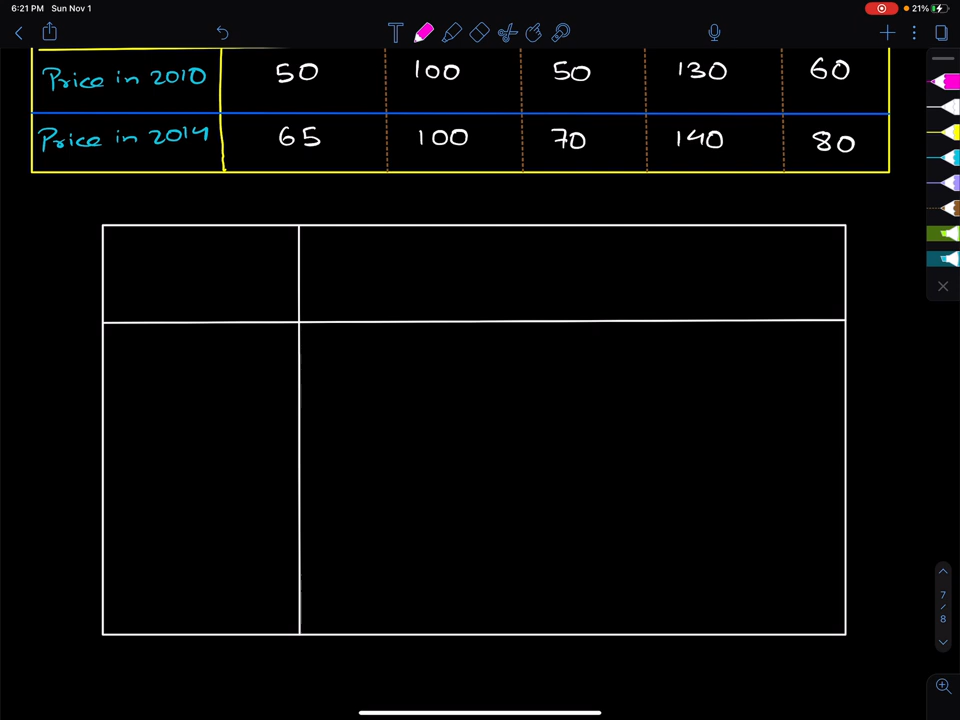 6:21 PM Sun Nov 1
21%
T
Price in 2010 50 100 50 130 60
Price in 2014 65 100 70 140 80
7
/
8